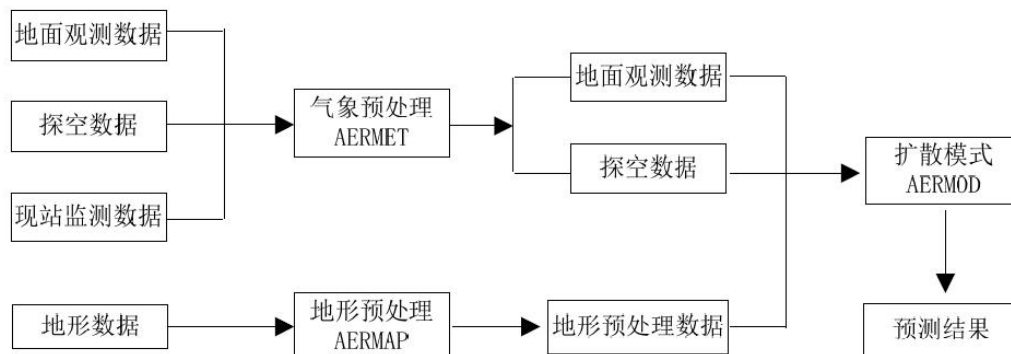 地面观测数据
探空数据
现站监测数据
地形数据
气象预处理
AERMET
地形预处理
AERMAP
地面观测数据
探空数据
地形预处理数据
扩散模式
AERMOD
预测结果